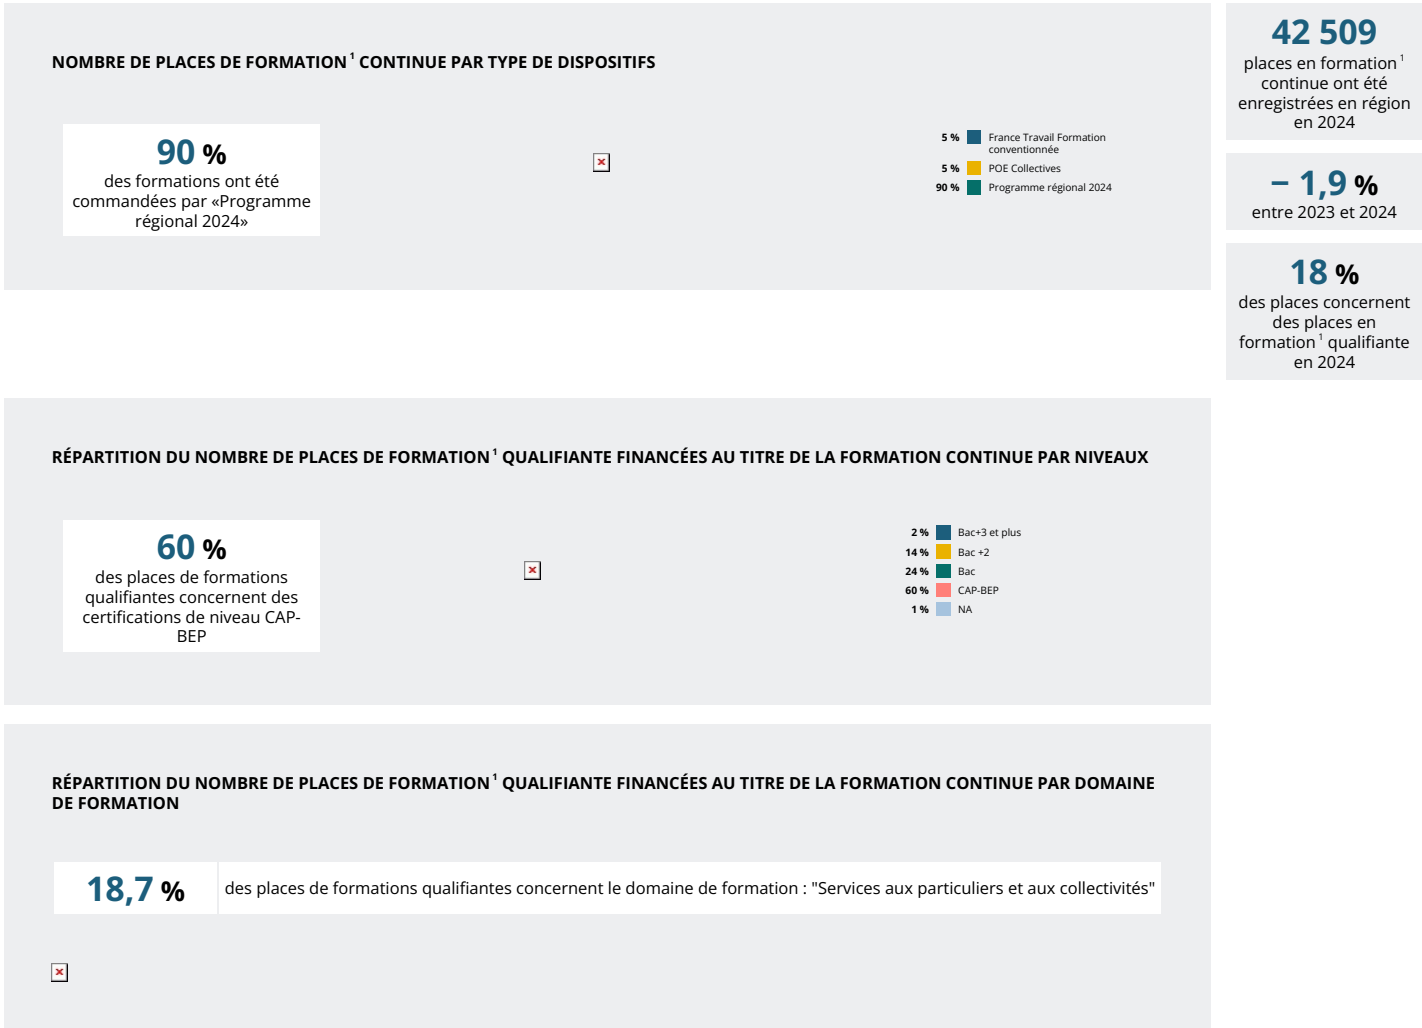 NOMBRE DE PLACES DE FORMATION ¹ CONTINUE PAR TYPE DE DISPOSITIFS
90 %
des formations ont été
commandées par «Programme
régional 2024»
5 % France Travail Formation
conventionnée
5 % POE Collectives
90 % Programme régional 2024
42 509
places en formation ¹
continue ont été
enregistrées en région
en 2024
− 1,9 %
entre 2023 et 2024
18 %
des places concernent
des places en
formation ¹ qualifiante
en 2024
RÉPARTITION DU NOMBRE DE PLACES DE FORMATION ¹ QUALIFIANTE FINANCÉES AU TITRE DE LA FORMATION CONTINUE PAR NIVEAUX
60 %
des places de formations
qualifiantes concernent des
certifications de niveau CAP-
BEP
2 % Bac+3 et plus
14 % Bac +2
24 % Bac
60 % CAP-BEP
1 % NA
RÉPARTITION DU NOMBRE DE PLACES DE FORMATION ¹ QUALIFIANTE FINANCÉES AU TITRE DE LA FORMATION CONTINUE PAR DOMAINE
DE FORMATION
18,7 %
des places de formations qualifiantes concernent le domaine de formation : "Services aux particuliers et aux collectivités"